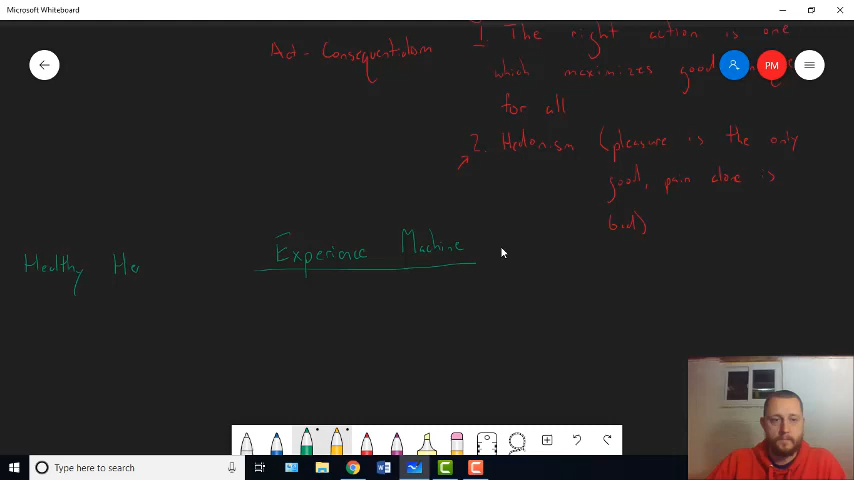 Microsoft Whiteboard
Act - Consequentialism
1. The right action is one
which maximizes good
for all
2. Hedonism (pleasure is the only
good, pain alone is
bad)
PM
Experience Machine
Healthy He
Type here to search